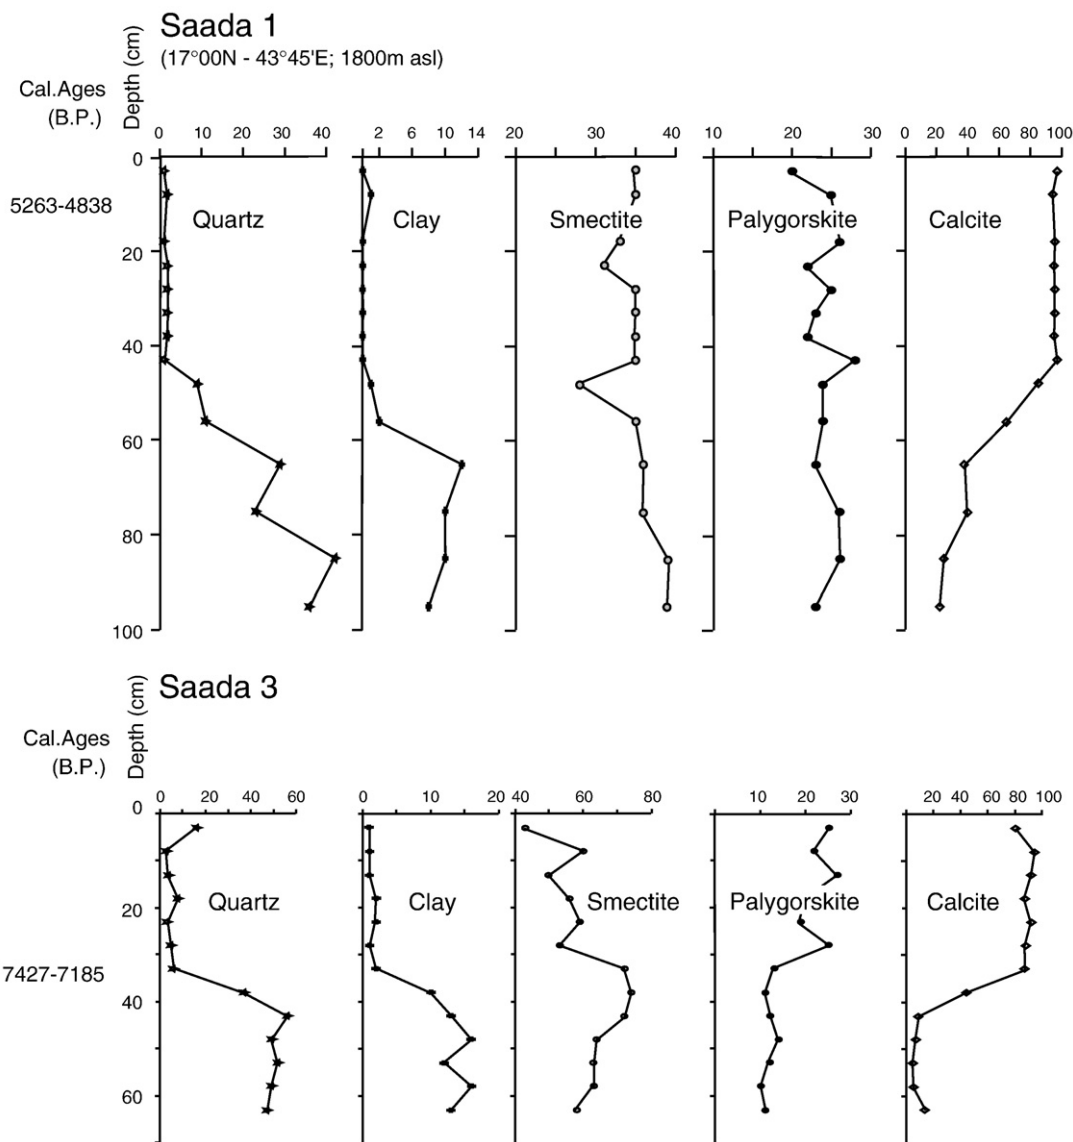 Saada 1
(17°00N - 43°45'E; 1800m asl)
Cal.Ages
(B.P.)
Depth (cm)
0 10 20 30 40
2 6 10 14
20 30 40
10 20 30
0 20 40 60 80 100
0
5263-4838
Quartz Clay Smectite Palygorskite Calcite
20
40
60
80
100
Saada 3
Cal.Ages
(B.P.)
Depth (cm)
0 20 40 60
0 10 20
40 60 80
10 20 30
20 40 60 80 100
0
Quartz Clay Smectite Palygorskite Calcite
20
7427-7185
40
60